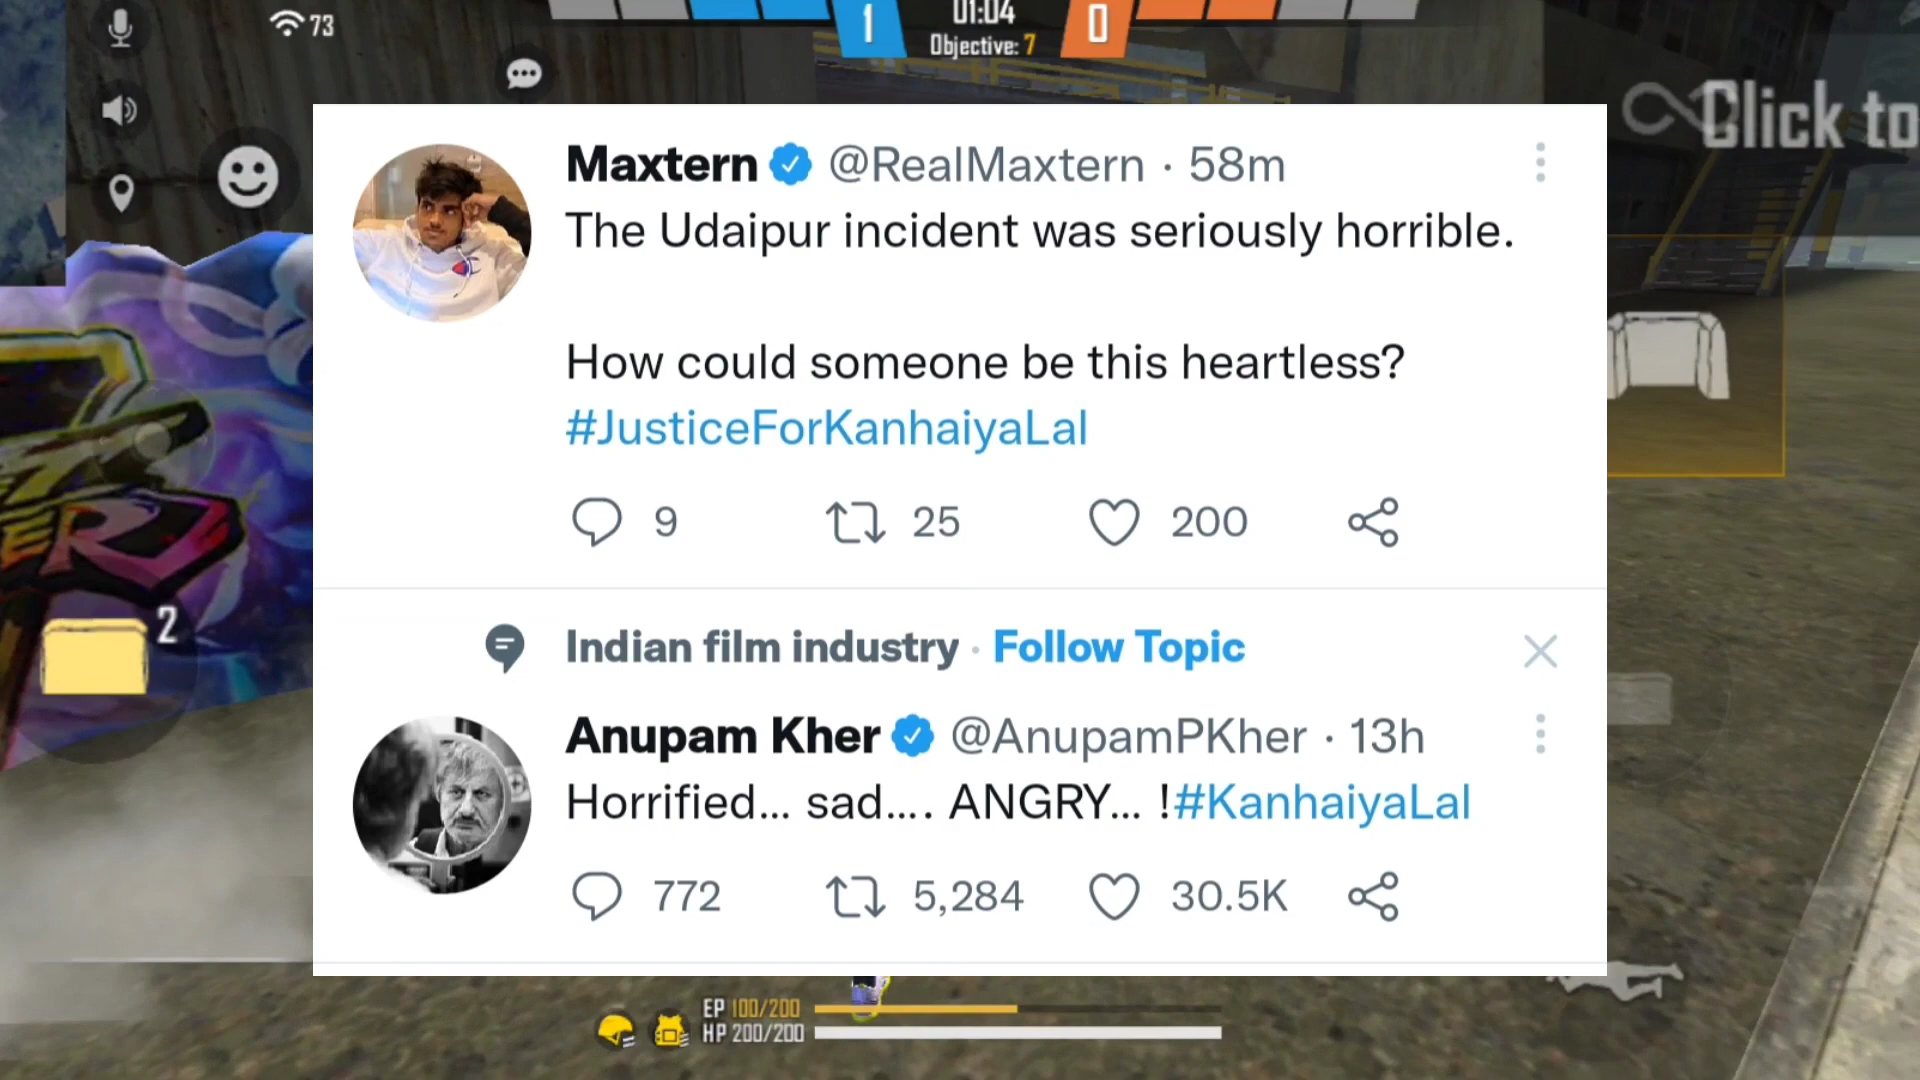 73
1
01:04
0
Objective: 7
Click to
Maxtern @RealMaxtern · 58m
The Udaipur incident was seriously horrible.
How could someone be this heartless?
#JusticeForKanhaiyaLal
9 25 200
2
Indian film industry · Follow Topic
Anupam Kher @AnupamPKher · 13h
Horrified... sad.... ANGRY... !#KanhaiyaLal
772 5,284 30.5K
EP 100/200
HP 200/200